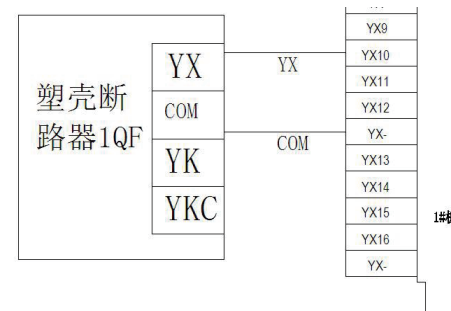 YX9
YX10
YX11
YX12
YX-
YX13
YX14
YX15
YX16
YX-
塑壳断
路器1QF
YX
COM
YK
YKC
YX
COM
1#